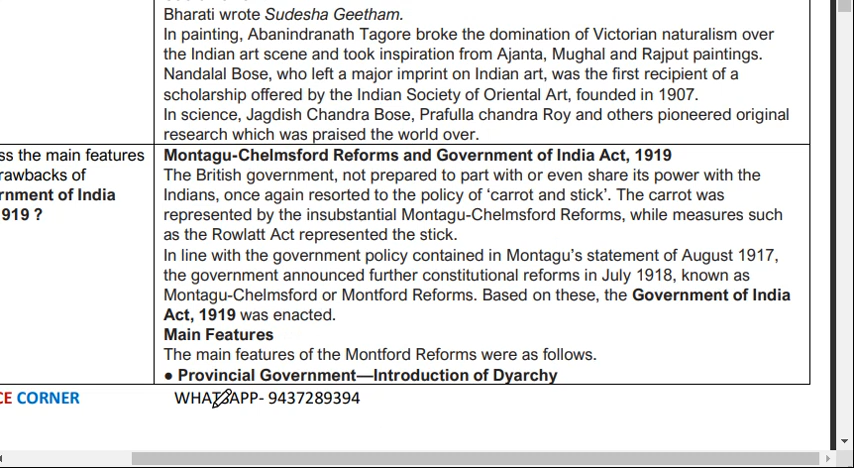 Bharati wrote Sudesha Geetham.
In painting, Abanindranath Tagore broke the domination of Victorian naturalism over
the Indian art scene and took inspiration from Ajanta, Mughal and Rajput paintings.
Nandalal Bose, who left a major imprint on Indian art, was the first recipient of a
scholarship offered by the Indian Society of Oriental Art, founded in 1907.
In science, Jagdish Chandra Bose, Prafulla chandra Roy and others pioneered original
research which was praised the world over.
ss the main features
rawbacks of
rnment of India
919 ?
Montagu-Chelmsford Reforms and Government of India Act, 1919
The British government, not prepared to part with or even share its power with the
Indians, once again resorted to the policy of ‘carrot and stick’. The carrot was
represented by the insubstantial Montagu-Chelmsford Reforms, while measures such
as the Rowlatt Act represented the stick.
In line with the government policy contained in Montagu’s statement of August 1917,
the government announced further constitutional reforms in July 1918, known as
Montagu-Chelmsford or Montford Reforms. Based on these, the Government of India
Act, 1919 was enacted.
Main Features
The main features of the Montford Reforms were as follows.
● Provincial Government—Introduction of Dyarchy
CE CORNER
WHATSAPP- 9437289394